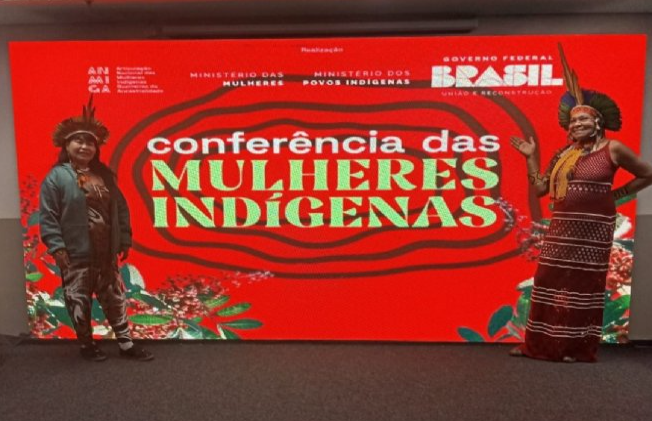 Realização
ANMIGA
Articulação
Nacional das
Mulheres
Indígenas
Guerreiras da
Ancestralidade
MINISTÉRIO DAS
MULHERES
MINISTÉRIO DOS
POVOS INDÍGENAS
GOVERNO FEDERAL
BRASIL
UNIÃO E RECONSTRUÇÃO
conferência das
MULHERES
INDÍGENAS